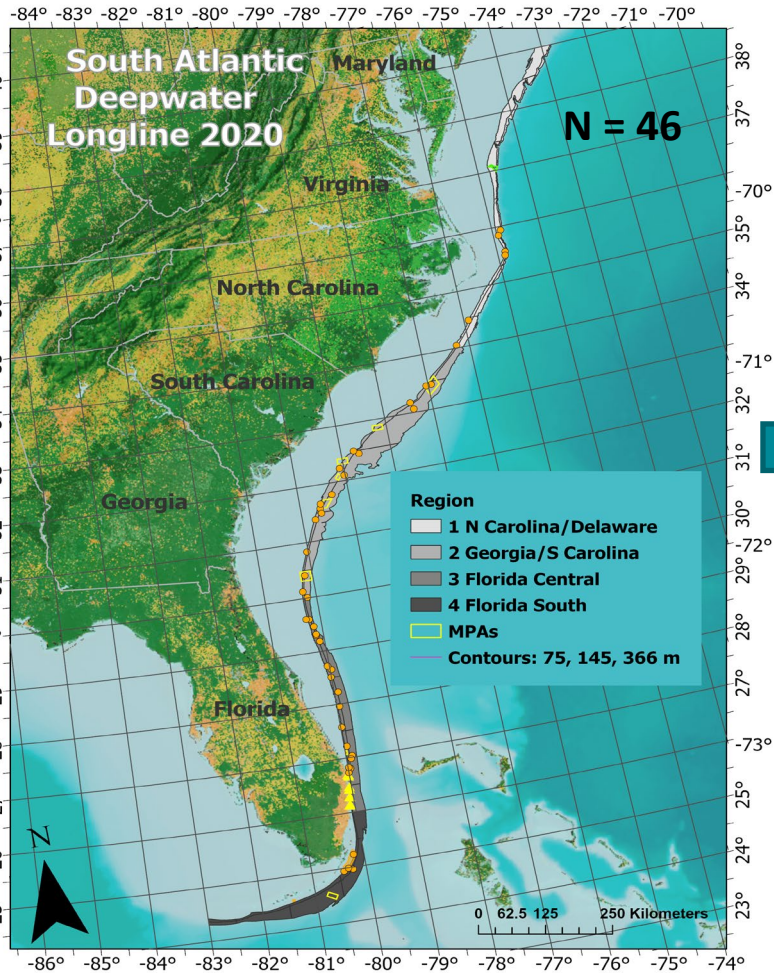 -84° -83° -82° -81° -80° -79° -78° -77° -76° -75° -74° -73° -72° -71° -70°
South Atlantic
Deepwater
Longline 2020
Maryland
38°
N = 46
37°
Virginia
-70°
35°
North Carolina
34°
South Carolina
-71°
32°
31°
Georgia
Region
1 N Carolina/Delaware
2 Georgia/S Carolina
3 Florida Central
4 Florida South
MPAs
Contours: 75, 145, 366 m
30°
-72°
29°
28°
27°
Florida
-73°
25°
24°
N
0 62.5 125 250 Kilometers
23°
-86° -85° -84° -83° -82° -81° -80° -79° -78° -77° -76° -75° -74°